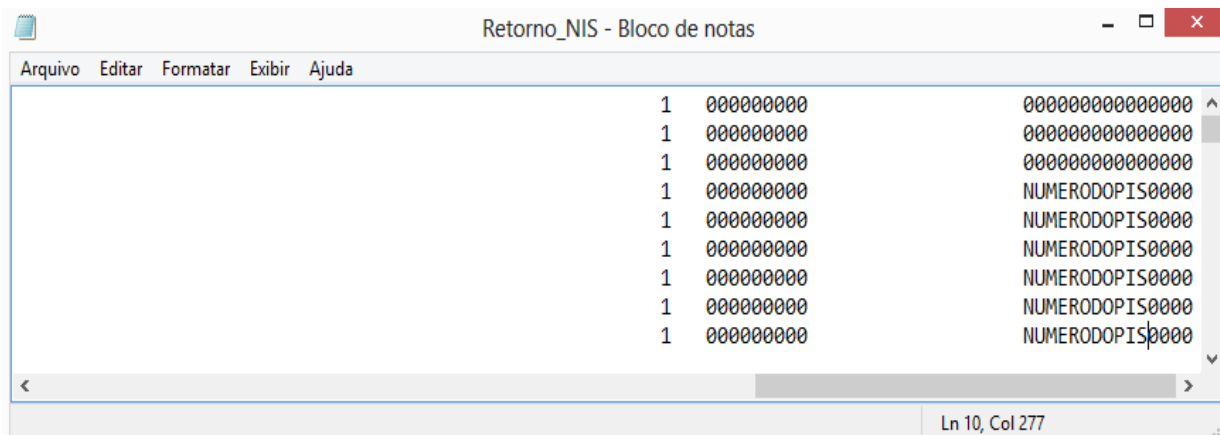 Retorno_NIS - Bloco de notas
Arquivo Editar Formatar Exibir Ajuda
1 000000000 000000000000000
1 000000000 000000000000000
1 000000000 000000000000000
1 000000000 NUMERODOPIS0000
1 000000000 NUMERODOPIS0000
1 000000000 NUMERODOPIS0000
1 000000000 NUMERODOPIS0000
1 000000000 NUMERODOPIS0000
1 000000000 NUMERODOPIS0000
Ln 10, Col 277